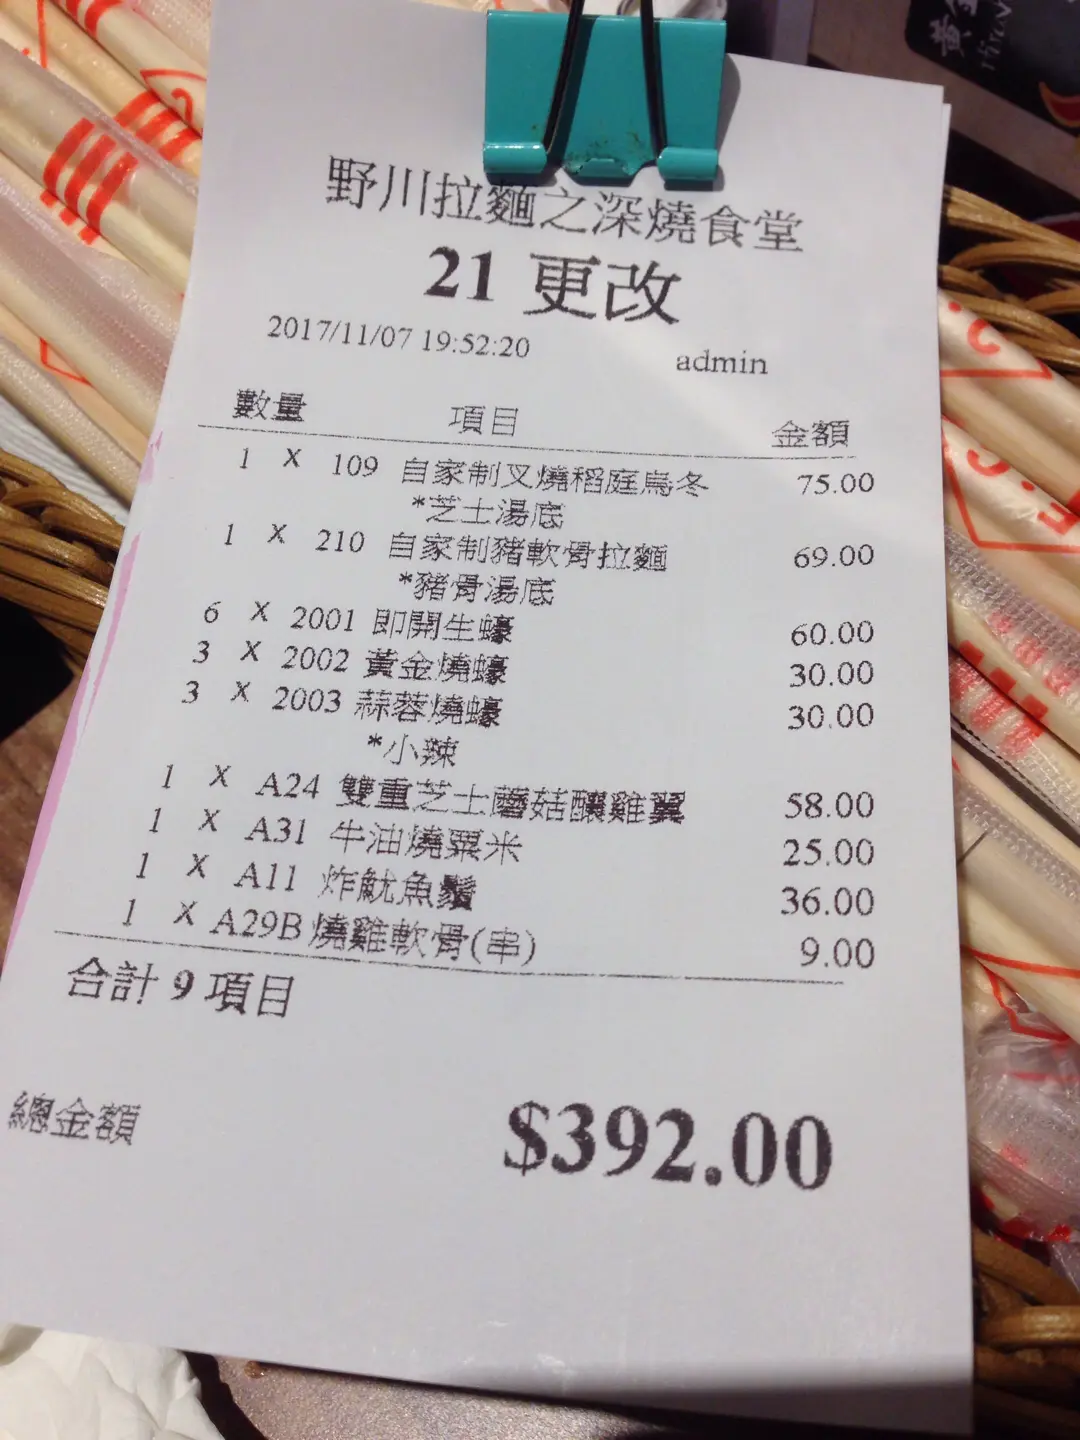 野川拉麵之深燒食堂
21 更改
2017/11/07 19:52:20 admin
數量 項目 金額
1 X 109 自家制叉燒稻庭烏冬 75.00
*芝士湯底
1 X 210 自家制豬軟骨拉麵 69.00
*豬骨湯底
6 X 2001 即開生蠔 60.00
3 X 2002 黃金燒蠔 30.00
3 X 2003 蒜蓉燒蠔 30.00
*小辣
1 X A24 雙重芝士蘑菇釀雞翼 58.00
1 X A31 牛油燒粟米 25.00
1 X A11 炸魷魚鬚 36.00
1 X A29B 燒雞軟骨(串) 9.00
合計 9 項目
總金額 $392.00